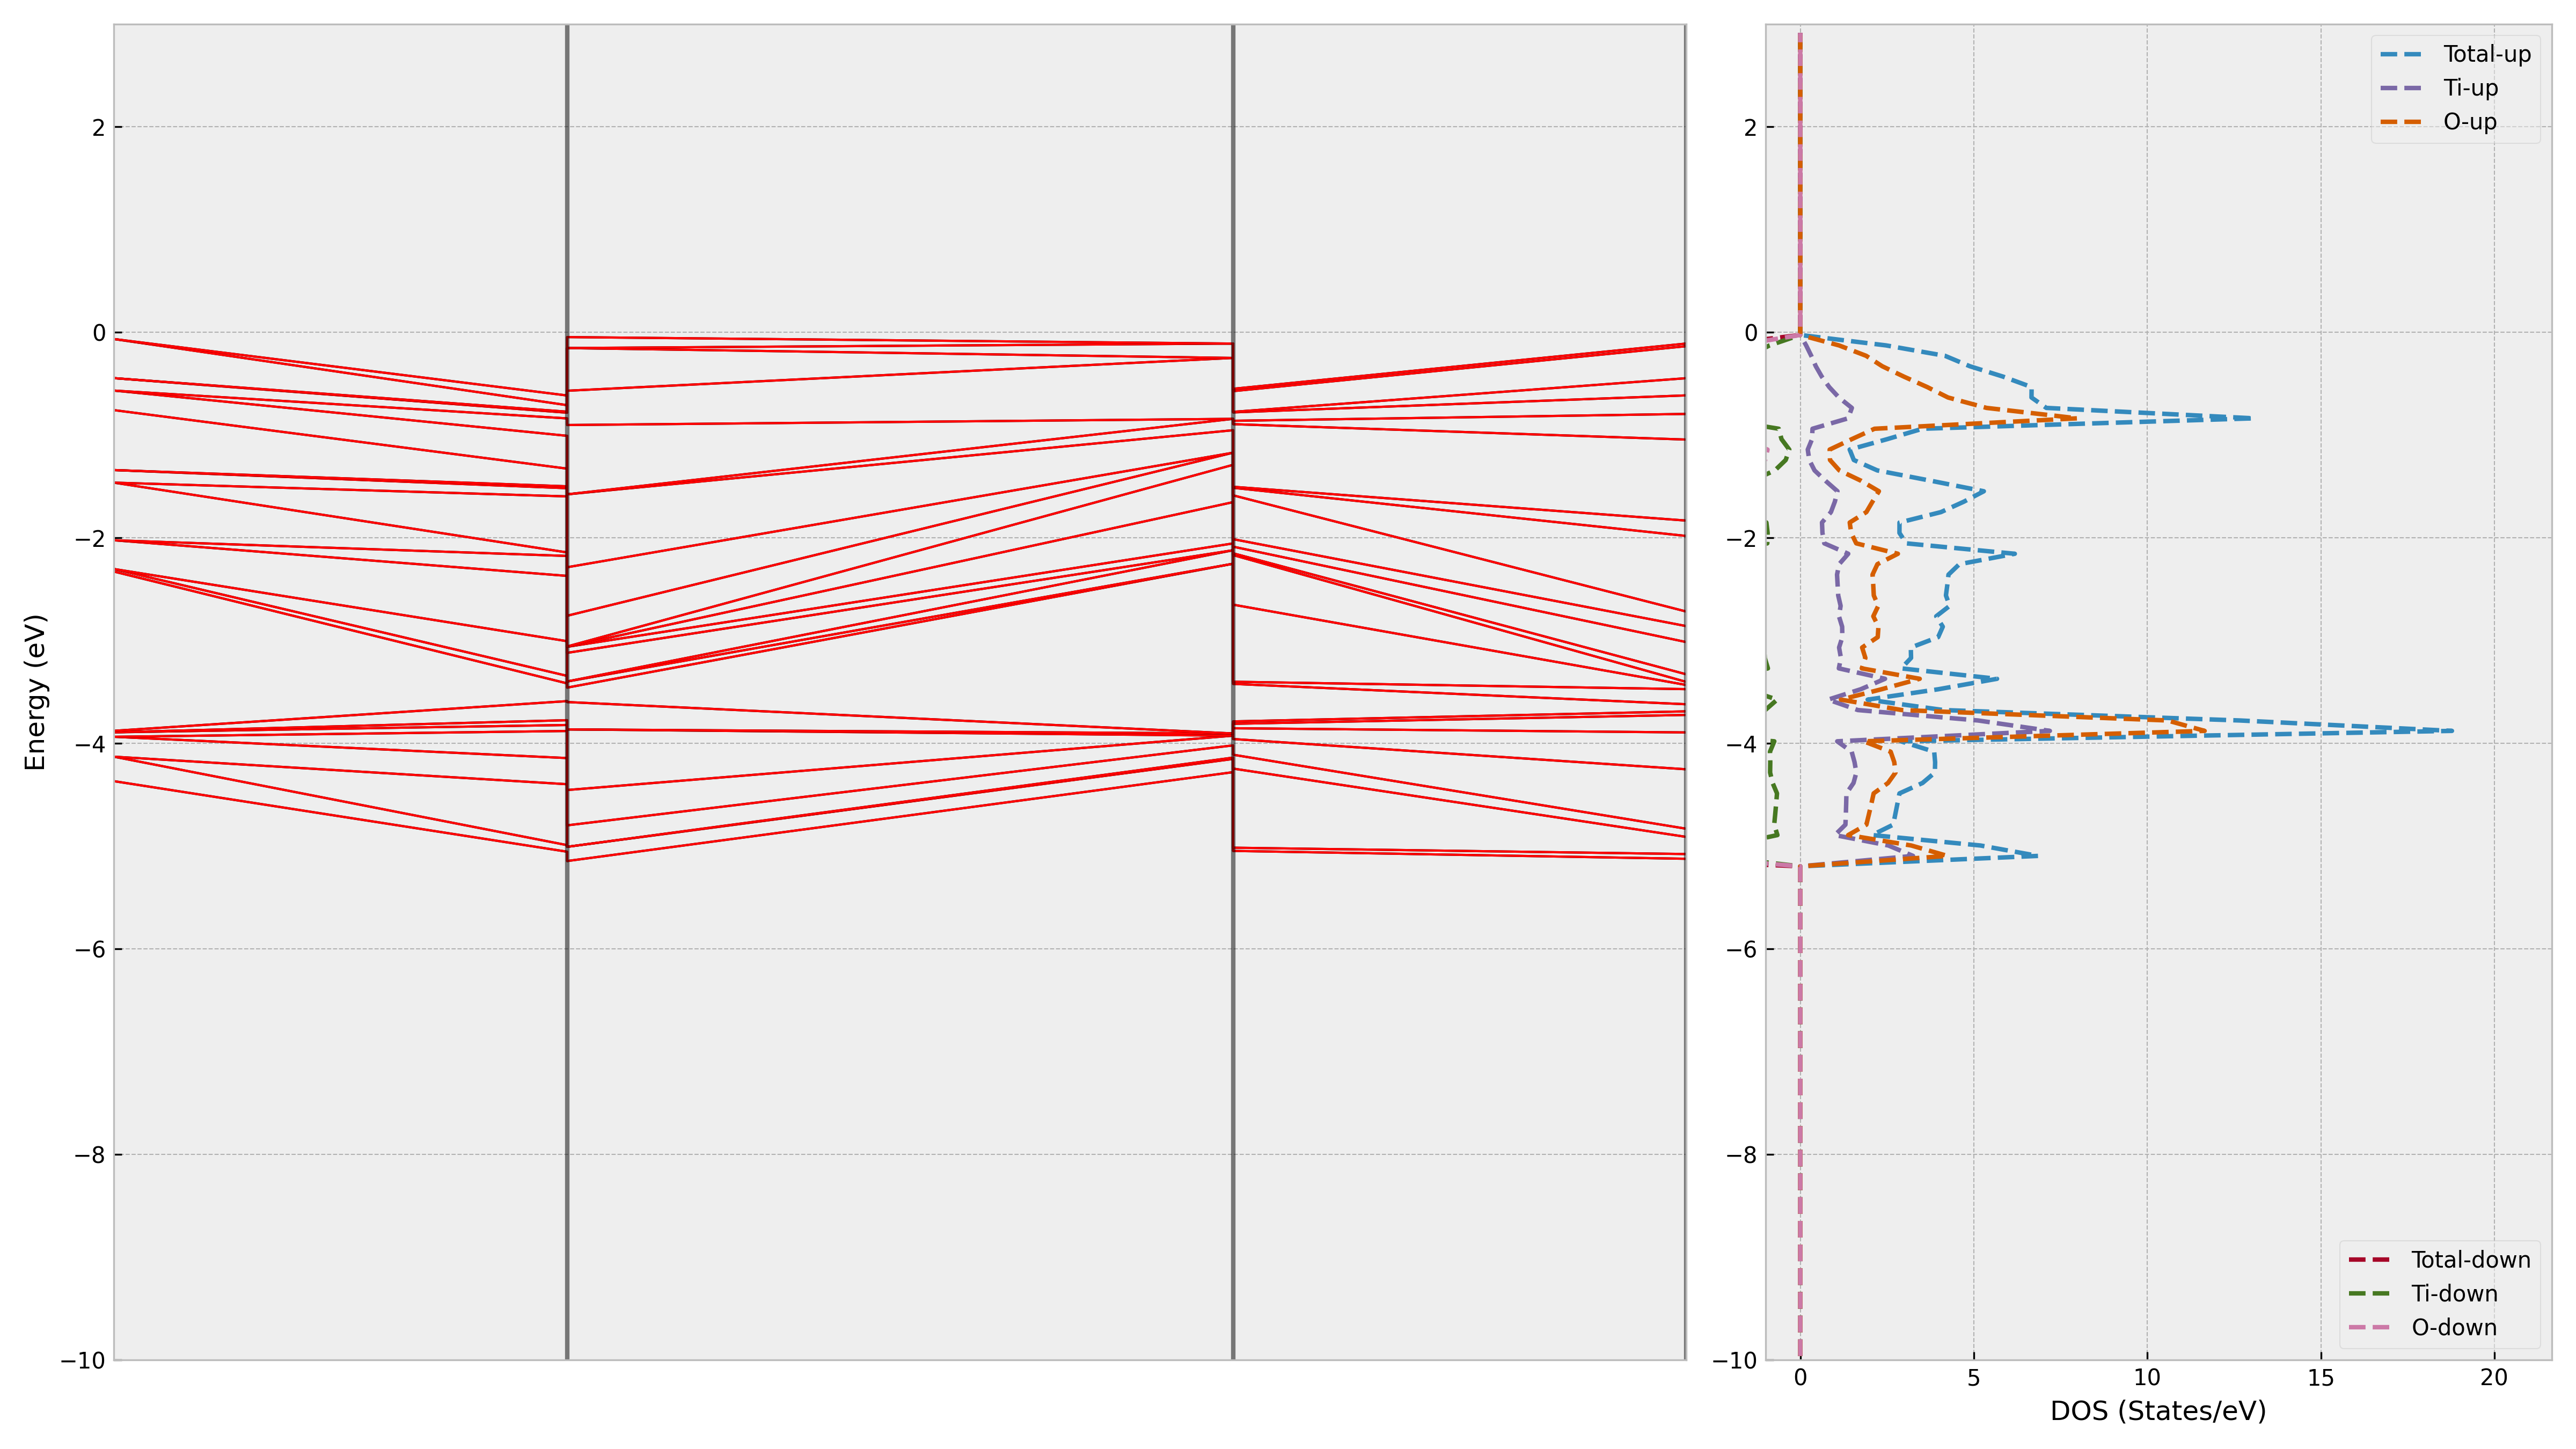 Energy (eV)
2
0
−2
−4
−6
−8
−10
2
0
−2
−4
−6
−8
−10
Total-up
Ti-up
O-up
Total-down
Ti-down
O-down
0 5 10 15 20
DOS (States/eV)